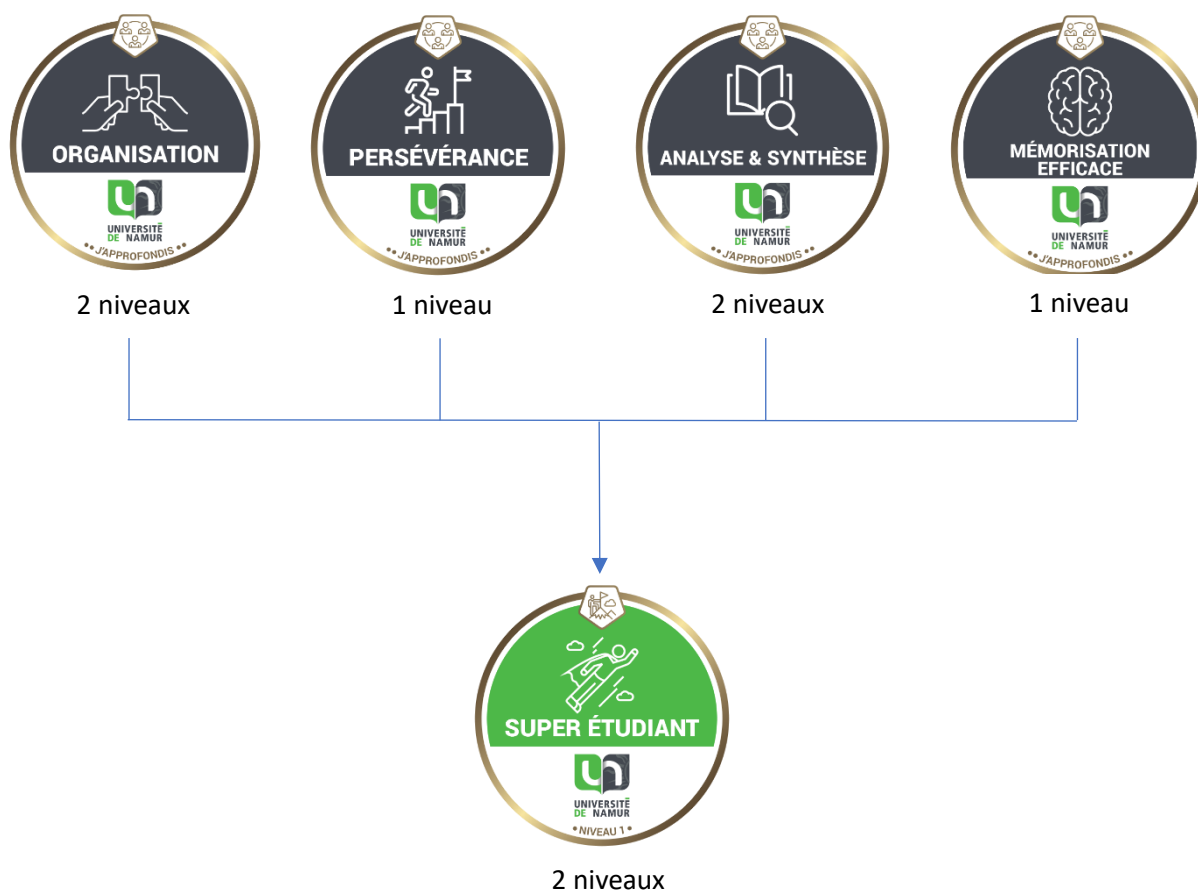 ORGANISATION
UNIVERSITÉ
DE NAMUR
•• J'APPROFONDIS ••
2 niveaux
PERSÉVÉRANCE
UNIVERSITÉ
DE NAMUR
•• J'APPROFONDIS ••
1 niveau
ANALYSE & SYNTHÈSE
UNIVERSITÉ
DE NAMUR
•• J'APPROFONDIS ••
2 niveaux
MÉMORISATION
EFFICACE
UNIVERSITÉ
DE NAMUR
•• J'APPROFONDIS ••
1 niveau
SUPER ÉTUDIANT
UNIVERSITÉ
DE NAMUR
• NIVEAU 1 •
2 niveaux